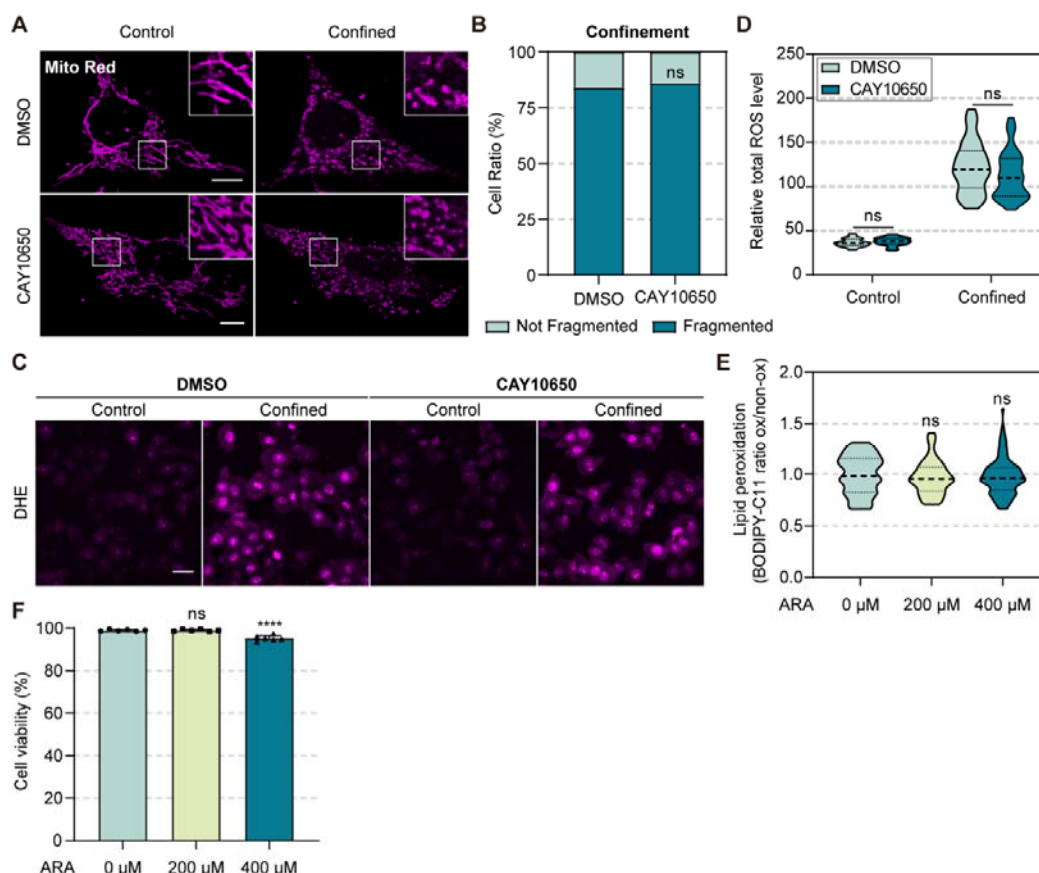 A
Control
Confined
Mito Red
DMSO
CAY10650
B
Confinement
Cell Ratio (%)
100
75
50
25
0
ns
DMSO
CAY10650
Not Fragmented
Fragmented
D
Relative total ROS level
250
200
150
100
50
0
DMSO
CAY10650
ns
ns
Control
Confined
C
DMSO
CAY10650
Control
Confined
Control
Confined
DHE
E
Lipid peroxidation
(BODIPY-C11 ratio ox/non-ox)
2.0
1.5
1.0
0.5
0.0
ns
ns
ARA
0 μM
200 μM
400 μM
F
Cell viability (%)
100
80
60
40
20
0
ns
****
ARA
0 μM
200 μM
400 μM